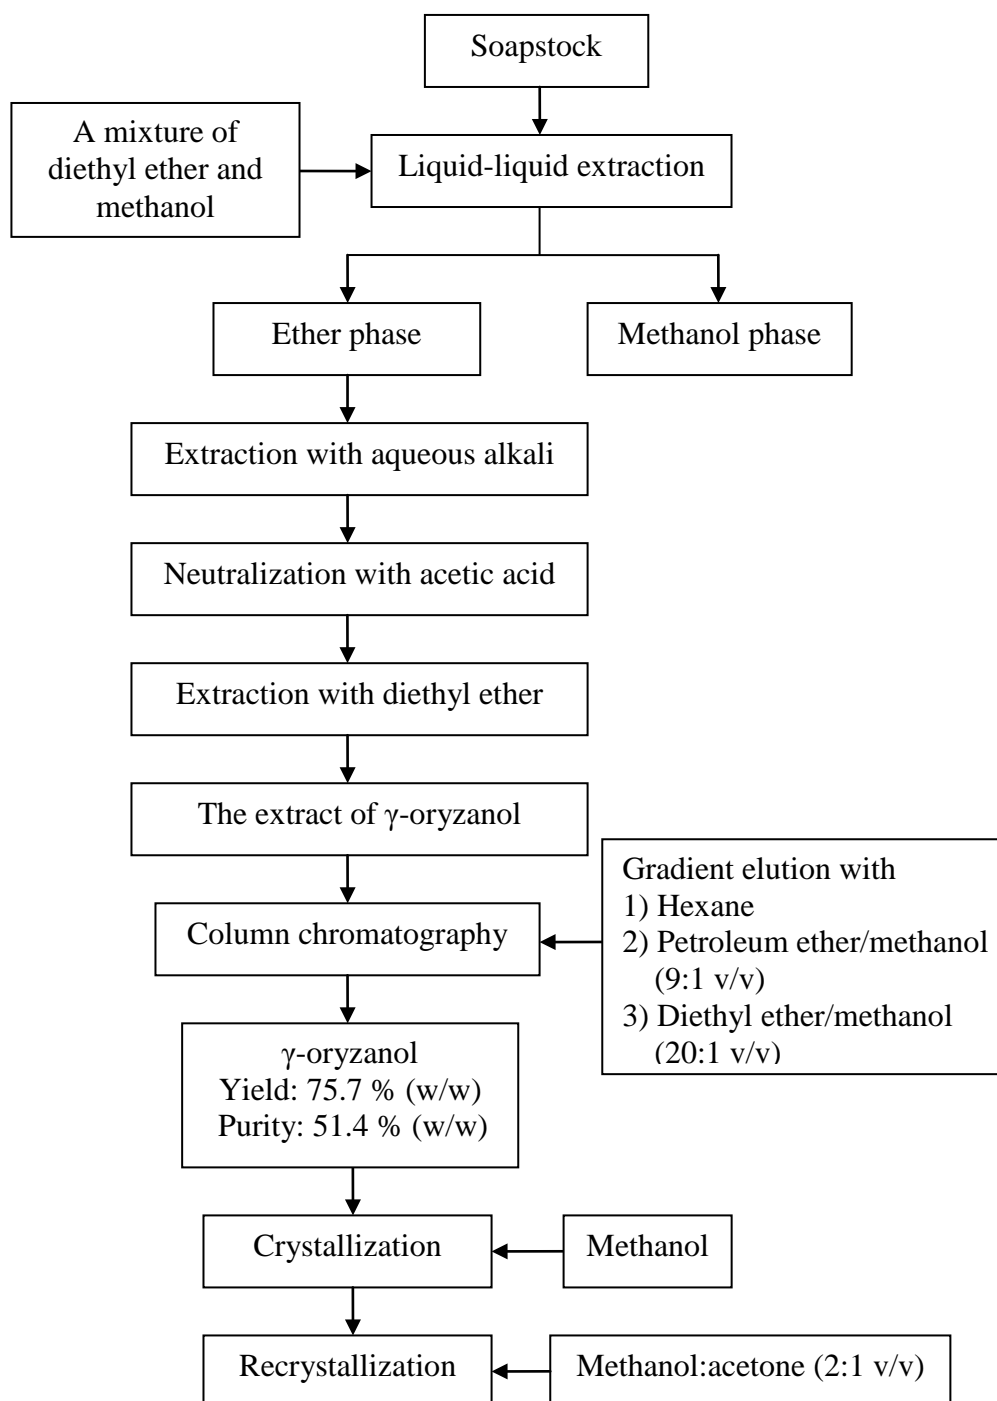 Soapstock
A mixture of
diethyl ether and
methanol
Liquid-liquid extraction
Ether phase
Methanol phase
Extraction with aqueous alkali
Neutralization with acetic acid
Extraction with diethyl ether
The extract of γ-oryzanol
Gradient elution with
1) Hexane
2) Petroleum ether/methanol
(9:1 v/v)
3) Diethyl ether/methanol
(20:1 v/v)
Column chromatography
γ-oryzanol
Yield: 75.7 % (w/w)
Purity: 51.4 % (w/w)
Crystallization
Methanol
Recrystallization
Methanol:acetone (2:1 v/v)